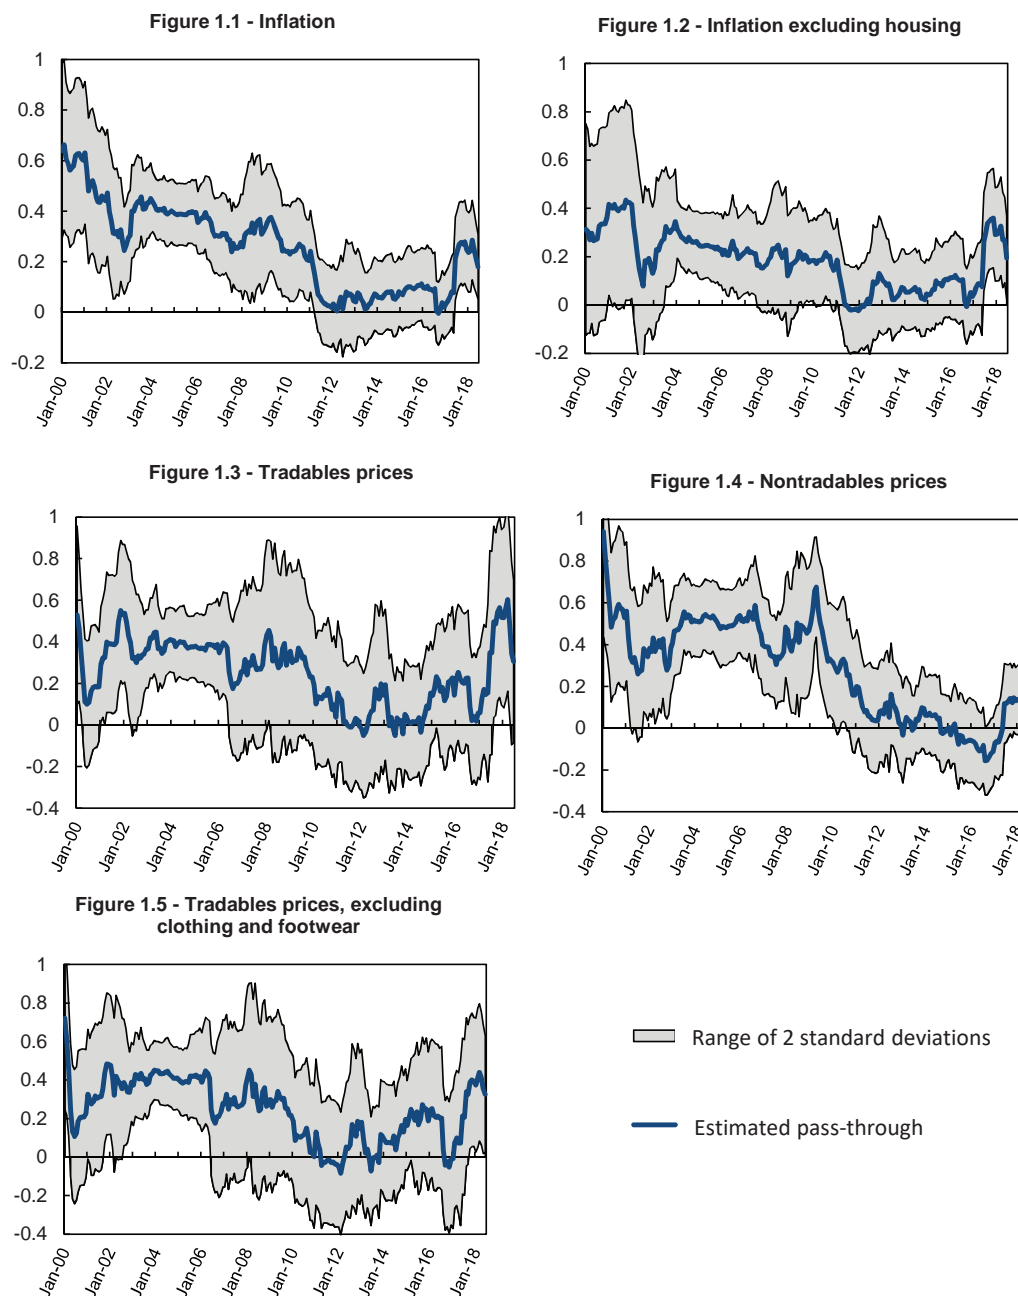 Figure 1.1 - Inflation
1
0.8
0.6
0.4
0.2
0
-0.2
Jan-00
Jan-02
Jan-04
Jan-06
Jan-08
Jan-10
Jan-12
Jan-14
Jan-16
Jan-18
Figure 1.2 - Inflation excluding housing
1
0.8
0.6
0.4
0.2
0
-0.2
Jan-00
Jan-02
Jan-04
Jan-06
Jan-08
Jan-10
Jan-12
Jan-14
Jan-16
Jan-18
Figure 1.3 - Tradables prices
1
0.8
0.6
0.4
0.2
0
-0.2
-0.4
Jan-00
Jan-02
Jan-04
Jan-06
Jan-08
Jan-10
Jan-12
Jan-14
Jan-16
Jan-18
Figure 1.4 - Nontradables prices
1
0.8
0.6
0.4
0.2
0
-0.2
-0.4
Jan-00
Jan-02
Jan-04
Jan-06
Jan-08
Jan-10
Jan-12
Jan-14
Jan-16
Jan-18
Figure 1.5 - Tradables prices, excluding
clothing and footwear
1
0.8
0.6
0.4
0.2
0
-0.2
-0.4
Jan-00
Jan-02
Jan-04
Jan-06
Jan-08
Jan-10
Jan-12
Jan-14
Jan-16
Jan-18
Range of 2 standard deviations
Estimated pass-through